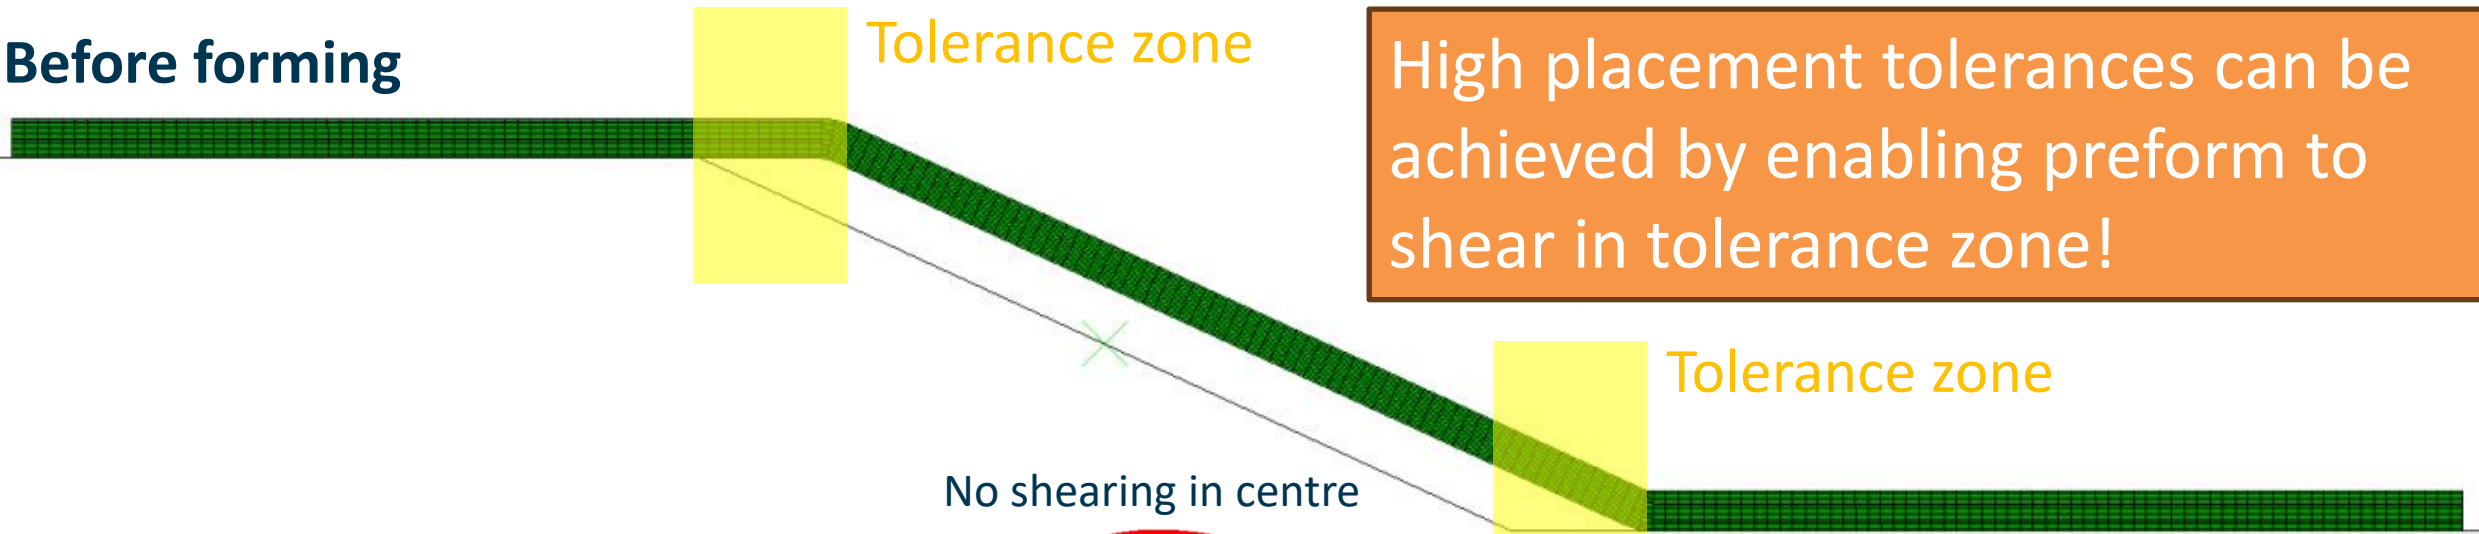 Before forming
Tolerance zone
High placement tolerances can be
achieved by enabling preform to
shear in tolerance zone!
Tolerance zone
No shearing in centre